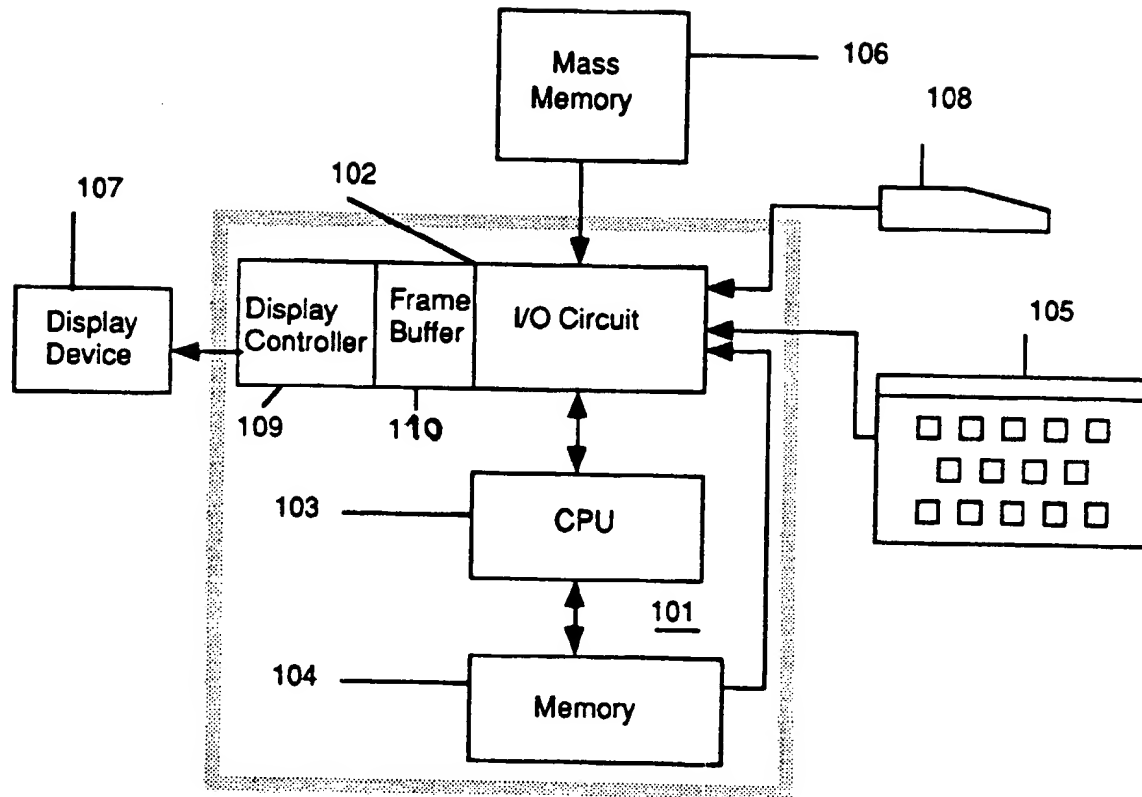 Mass
Memory
106
108
102
107
Display
Device
Display
Controller
Frame
Buffer
I/O Circuit
105
109
110
103
CPU
101
104
Memory